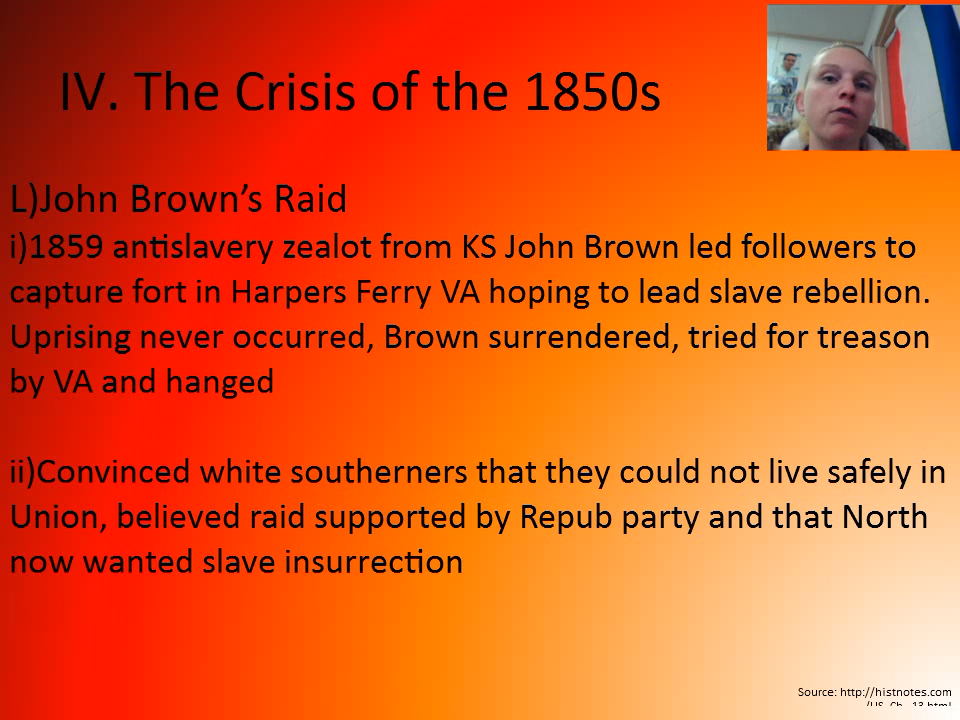 IV. The Crisis of the 1850s
L)John Brown’s Raid
i)1859 antislavery zealot from KS John Brown led followers to
capture fort in Harpers Ferry VA hoping to lead slave rebellion.
Uprising never occurred, Brown surrendered, tried for treason
by VA and hanged
ii)Convinced white southerners that they could not live safely in
Union, believed raid supported by Repub party and that North
now wanted slave insurrection
Source: http://histnotes.com
/US_Ch._13.html